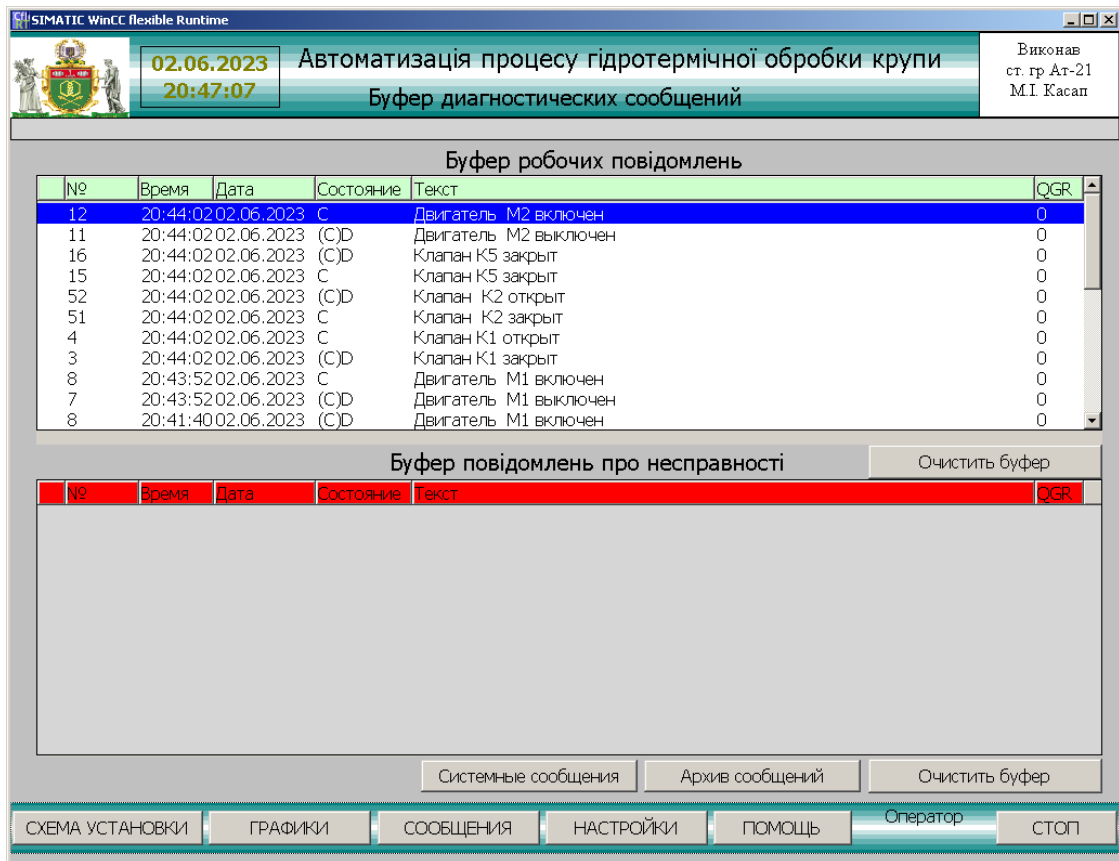 SIMATIC WinCC flexible Runtime
02.06.2023
20:47:07
Автоматизація процесу гідротермічної обробки крупи
Буфер диагностических сообщений
Виконав
ст. гр Ат-21
М.І. Касап
Буфер робочих повідомлень
№ Время Дата Состояние Текст QGR
12 20:44:02 02.06.2023 C Двигатель М2 включен 0
11 20:44:02 02.06.2023 (C)D Двигатель М2 выключен 0
16 20:44:02 02.06.2023 (C)D Клапан К5 закрыт 0
15 20:44:02 02.06.2023 C Клапан К5 закрыт 0
52 20:44:02 02.06.2023 (C)D Клапан К2 открыт 0
51 20:44:02 02.06.2023 C Клапан К2 закрыт 0
4 20:44:02 02.06.2023 C Клапан К1 открыт 0
3 20:44:02 02.06.2023 (C)D Клапан К1 закрыт 0
8 20:43:52 02.06.2023 C Двигатель М1 включен 0
7 20:43:52 02.06.2023 (C)D Двигатель М1 выключен 0
8 20:41:40 02.06.2023 (C)D Двигатель М1 включен 0
Буфер повідомлень про несправності
Очистить буфер
№ Время Дата Состояние Текст QGR
Системные сообщения Архив сообщений Очистить буфер
СХЕМА УСТАНОВКИ ГРАФИКИ СООБЩЕНИЯ НАСТРОЙКИ ПОМОЩЬ Оператор СТОП